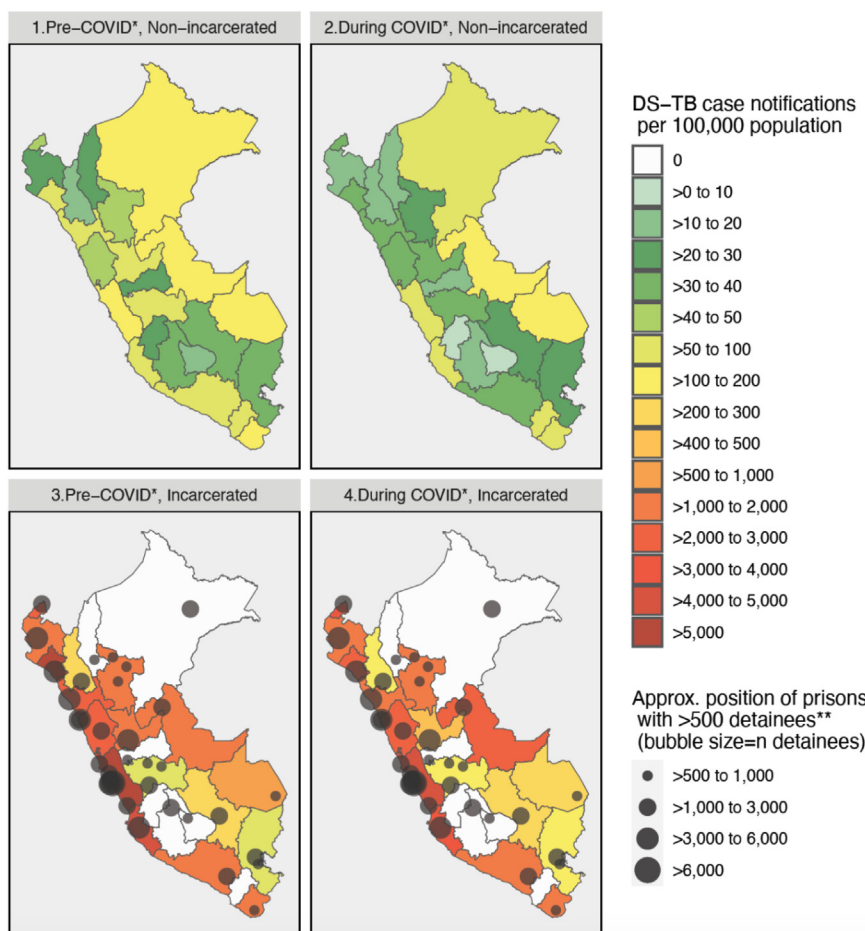 1.Pre−COVID*, Non−incarcerated
2.During COVID*, Non−incarcerated
3.Pre−COVID*, Incarcerated
4.During COVID*, Incarcerated
DS−TB case notifications
per 100,000 population
0
>0 to 10
>10 to 20
>20 to 30
>30 to 40
>40 to 50
>50 to 100
>100 to 200
>200 to 300
>400 to 500
>500 to 1,000
>1,000 to 2,000
>2,000 to 3,000
>3,000 to 4,000
>4,000 to 5,000
>5,000
Approx. position of prisons
with >500 detainees**
(bubble size=n detainees)
>500 to 1,000
>1,000 to 3,000
>3,000 to 6,000
>6,000